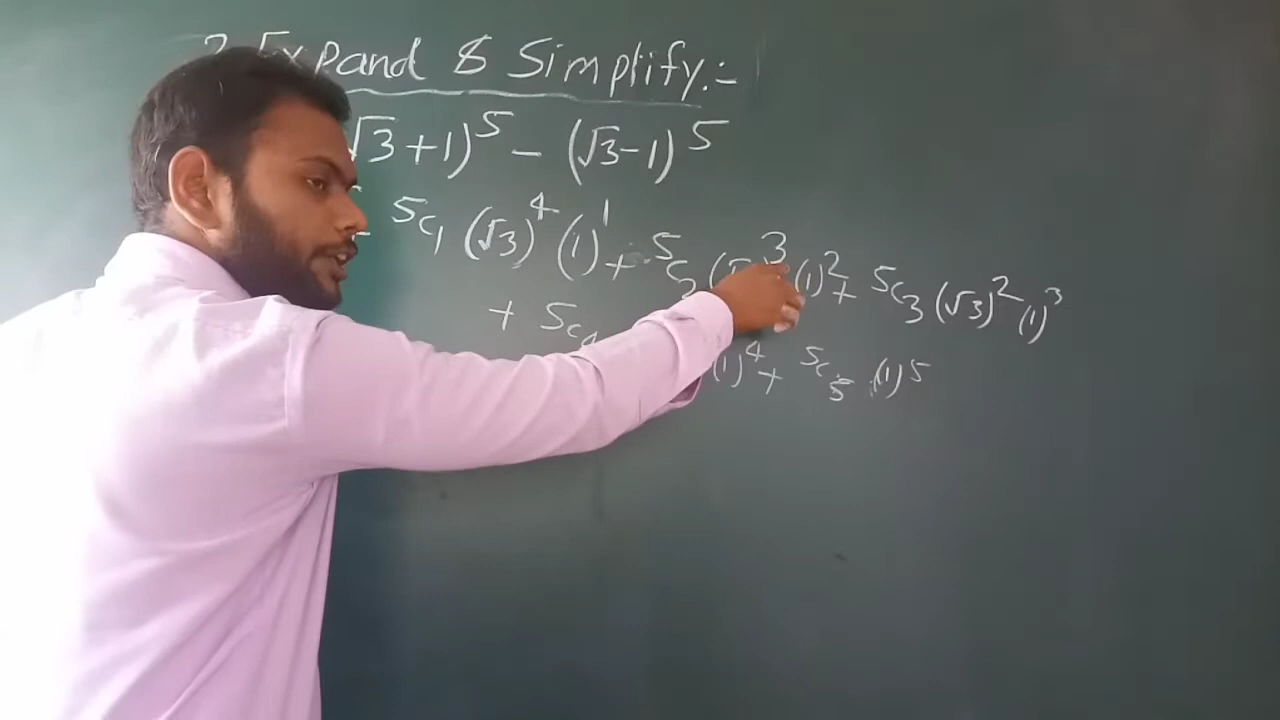 Expand & Simplify:-
√3+1)⁵ - (√3-1)⁵
+ ⁵C₁ (√3)⁴ (1)¹ + ⁵C₂ ( )³ (1)² + ⁵C₃ (√3)² (1)³
+ ⁵C₄ (1)⁴ + ⁵C₅ (1)⁵